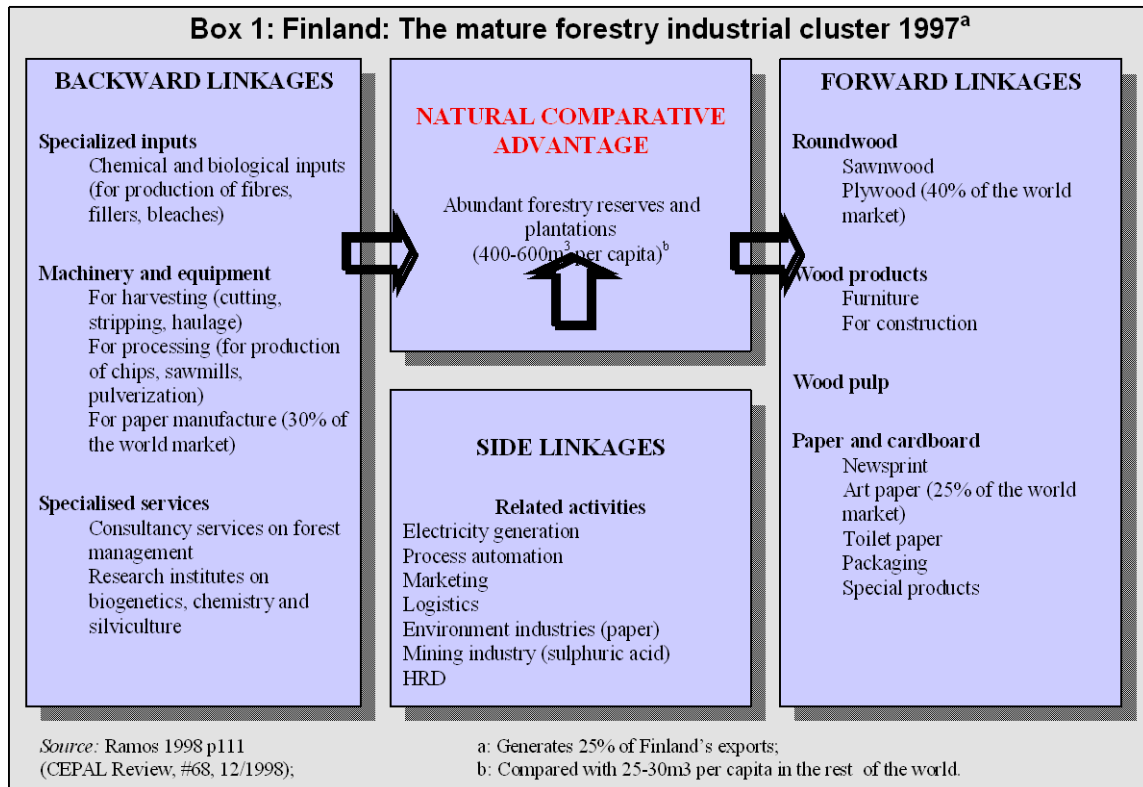 Box 1: Finland: The mature forestry industrial cluster 1997a
BACKWARD LINKAGES
Specialized inputs
Chemical and biological inputs
(for production of fibres,
fillers, bleaches)
Machinery and equipment
For harvesting (cutting,
stripping, haulage)
For processing (for production
of chips, sawmills,
pulverization)
For paper manufacture (30% of
the world market)
Specialised services
Consultancy services on forest
management
Research institutes on
biogenetics, chemistry and
silviculture
NATURAL COMPARATIVE
ADVANTAGE
Abundant forestry reserves and
plantations
(400-600m3 per capita)b
SIDE LINKAGES
Related activities
Electricity generation
Process automation
Marketing
Logistics
Environment industries (paper)
Mining industry (sulphuric acid)
HRD
FORWARD LINKAGES
Roundwood
Sawnwood
Plywood (40% of the world
market)
Wood products
Furniture
For construction
Wood pulp
Paper and cardboard
Newsprint
Art paper (25% of the world
market)
Toilet paper
Packaging
Special products
Source: Ramos 1998 p111
(CEPAL Review, #68, 12/1998);
a: Generates 25% of Finland's exports;
b: Compared with 25-30m3 per capita in the rest of the world.